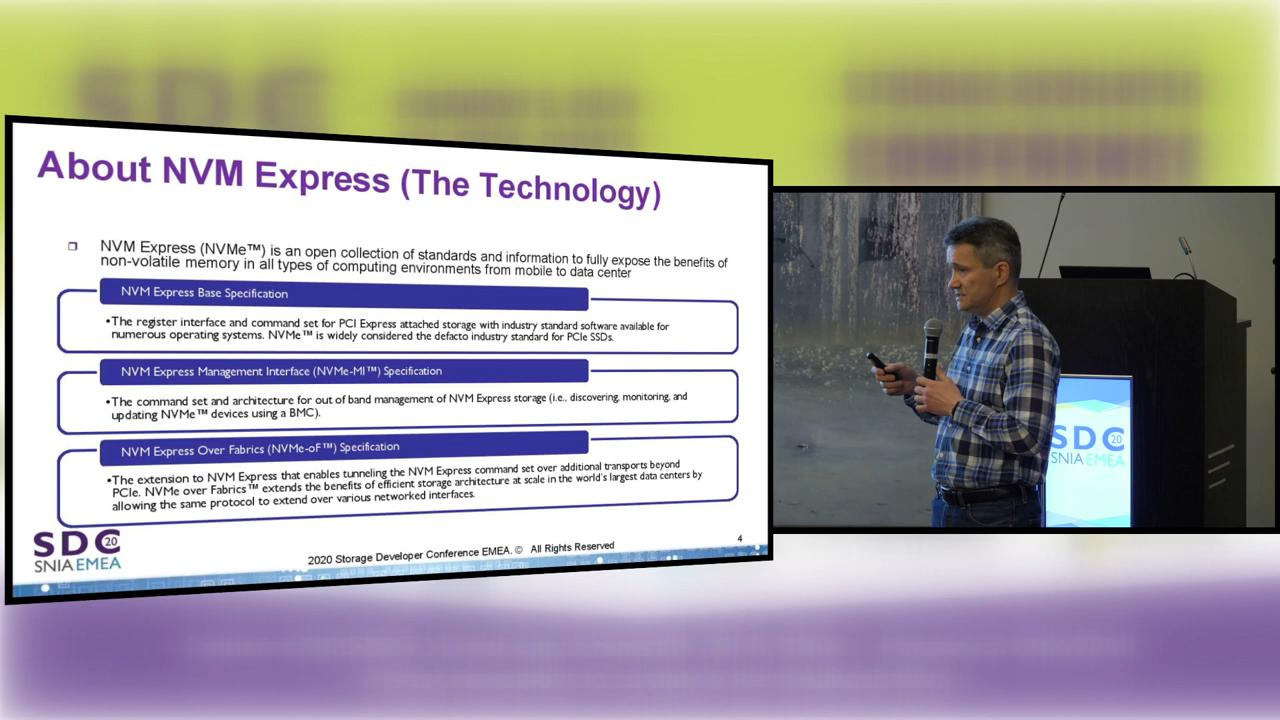 About NVM Express (The Technology)
NVM Express (NVMe™) is an open collection of standards and information to fully expose the benefits of
non-volatile memory in all types of computing environments from mobile to data center
NVM Express Base Specification
•The register interface and command set for PCI Express attached storage with industry standard software available for
numerous operating systems. NVMe™ is widely considered the defacto industry standard for PCIe SSDs.
NVM Express Management Interface (NVMe-MI™) Specification
•The command set and architecture for out of band management of NVM Express storage (i.e., discovering, monitoring, and
updating NVMe™ devices using a BMC).
NVM Express Over Fabrics (NVMe-oF™) Specification
•The extension to NVM Express that enables tunneling the NVM Express command set over additional transports beyond
PCIe. NVMe over Fabrics™ extends the benefits of efficient storage architecture at scale in the world's largest data centers by
allowing the same protocol to extend over various networked interfaces.
SDC 20
SNIA EMEA
2020 Storage Developer Conference EMEA. © All Rights Reserved
4
SDC 20
SNIA EMEA